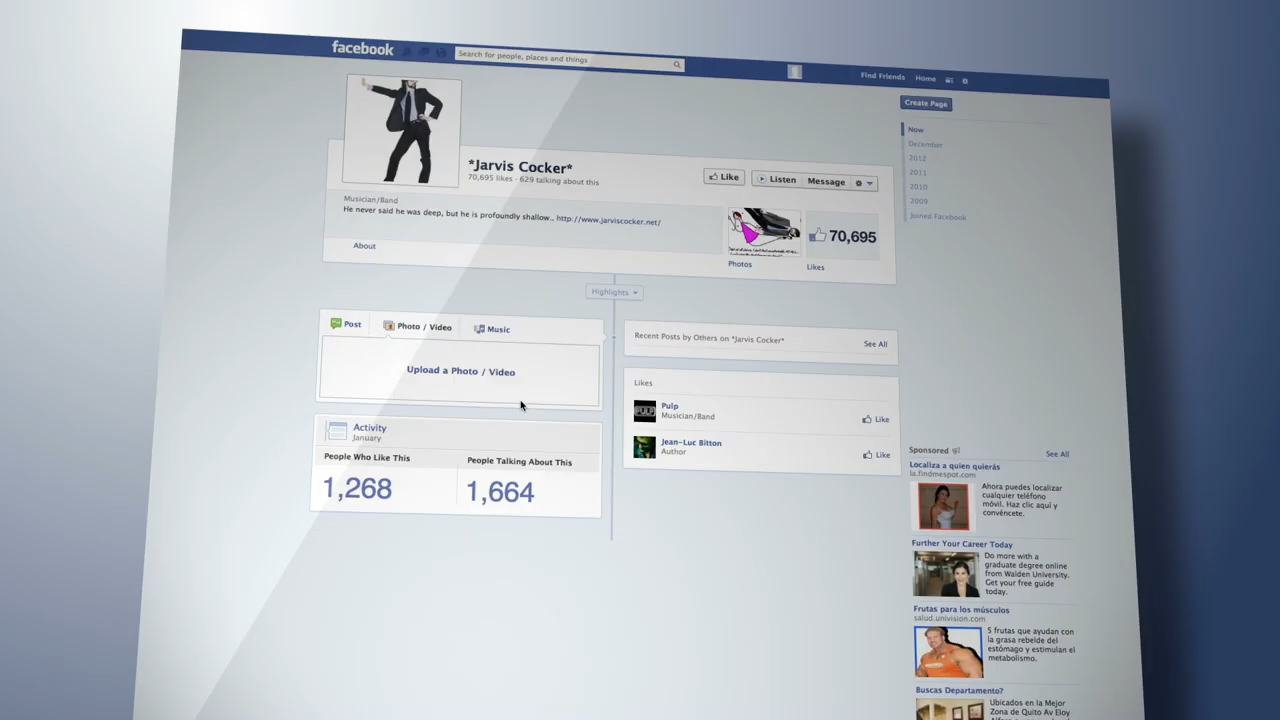 facebook
Search for people, places and things
Find Friends
Home
Create Page
Now
December
2012
2011
2010
2009
Joined Facebook
*Jarvis Cocker*
70,695 likes · 629 talking about this
Like
Listen
Message
Musician/Band
He never said he was deep, but he is profoundly shallow.. http://www.jarviscocker.net/
About
Photos
70,695
Likes
Highlights
Post
Photo / Video
Music
Upload a Photo / Video
Activity
January
People Who Like This
People Talking About This
1,268
1,664
Recent Posts by Others on *Jarvis Cocker*
See All
Likes
PULP
Pulp
Musician/Band
Like
Jean-Luc Bitton
Author
Like
Sponsored
See All
Localiza a quien quierás
la.findmespot.com
Ahora puedes localizar
cualquier teléfono
móvil. Haz clic aquí y
convéncete.
Further Your Career Today
Do more with a
graduate degree online
from Walden University.
Get your free guide
today.
Frutas para los músculos
salud.univision.com
5 frutas que ayudan con
la grasa rebelde del
estómago y estimulan el
metabolismo.
Buscas Departamento?
Ubicados en la Mejor
Zona de Quito Av Eloy